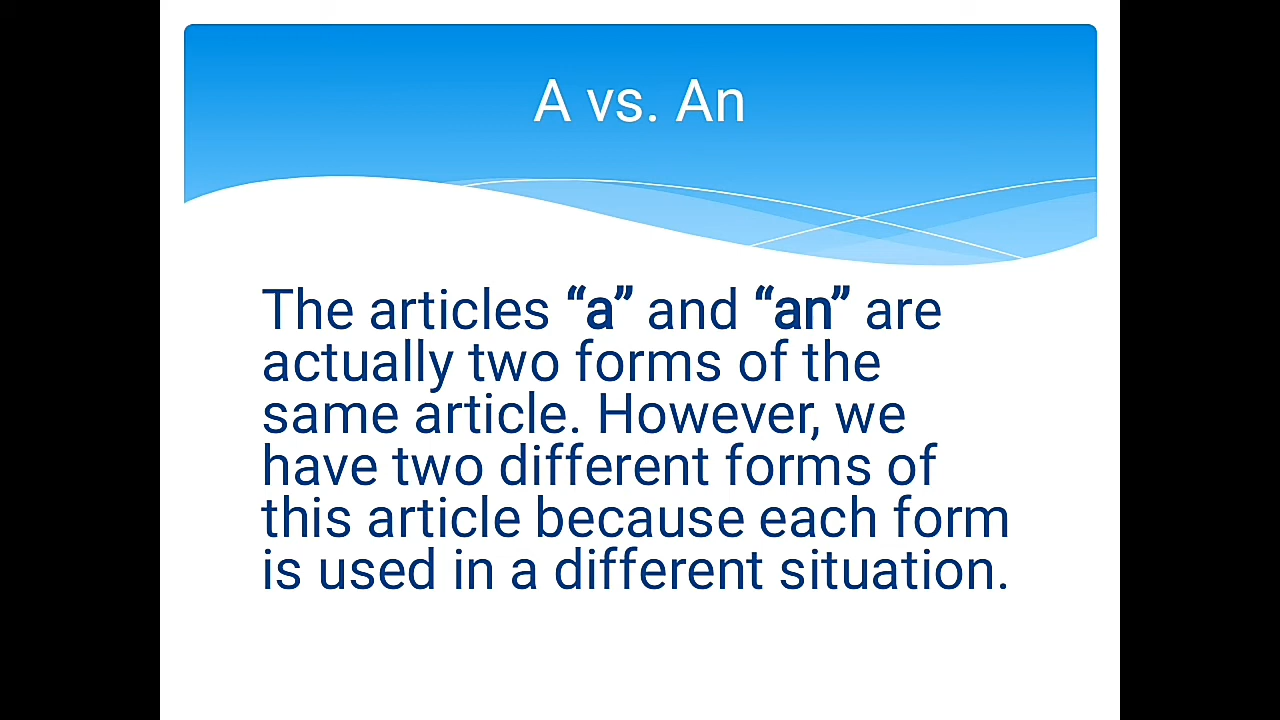 A vs. An
The articles “a” and “an” are
actually two forms of the
same article. However, we
have two different forms of
this article because each form
is used in a different situation.